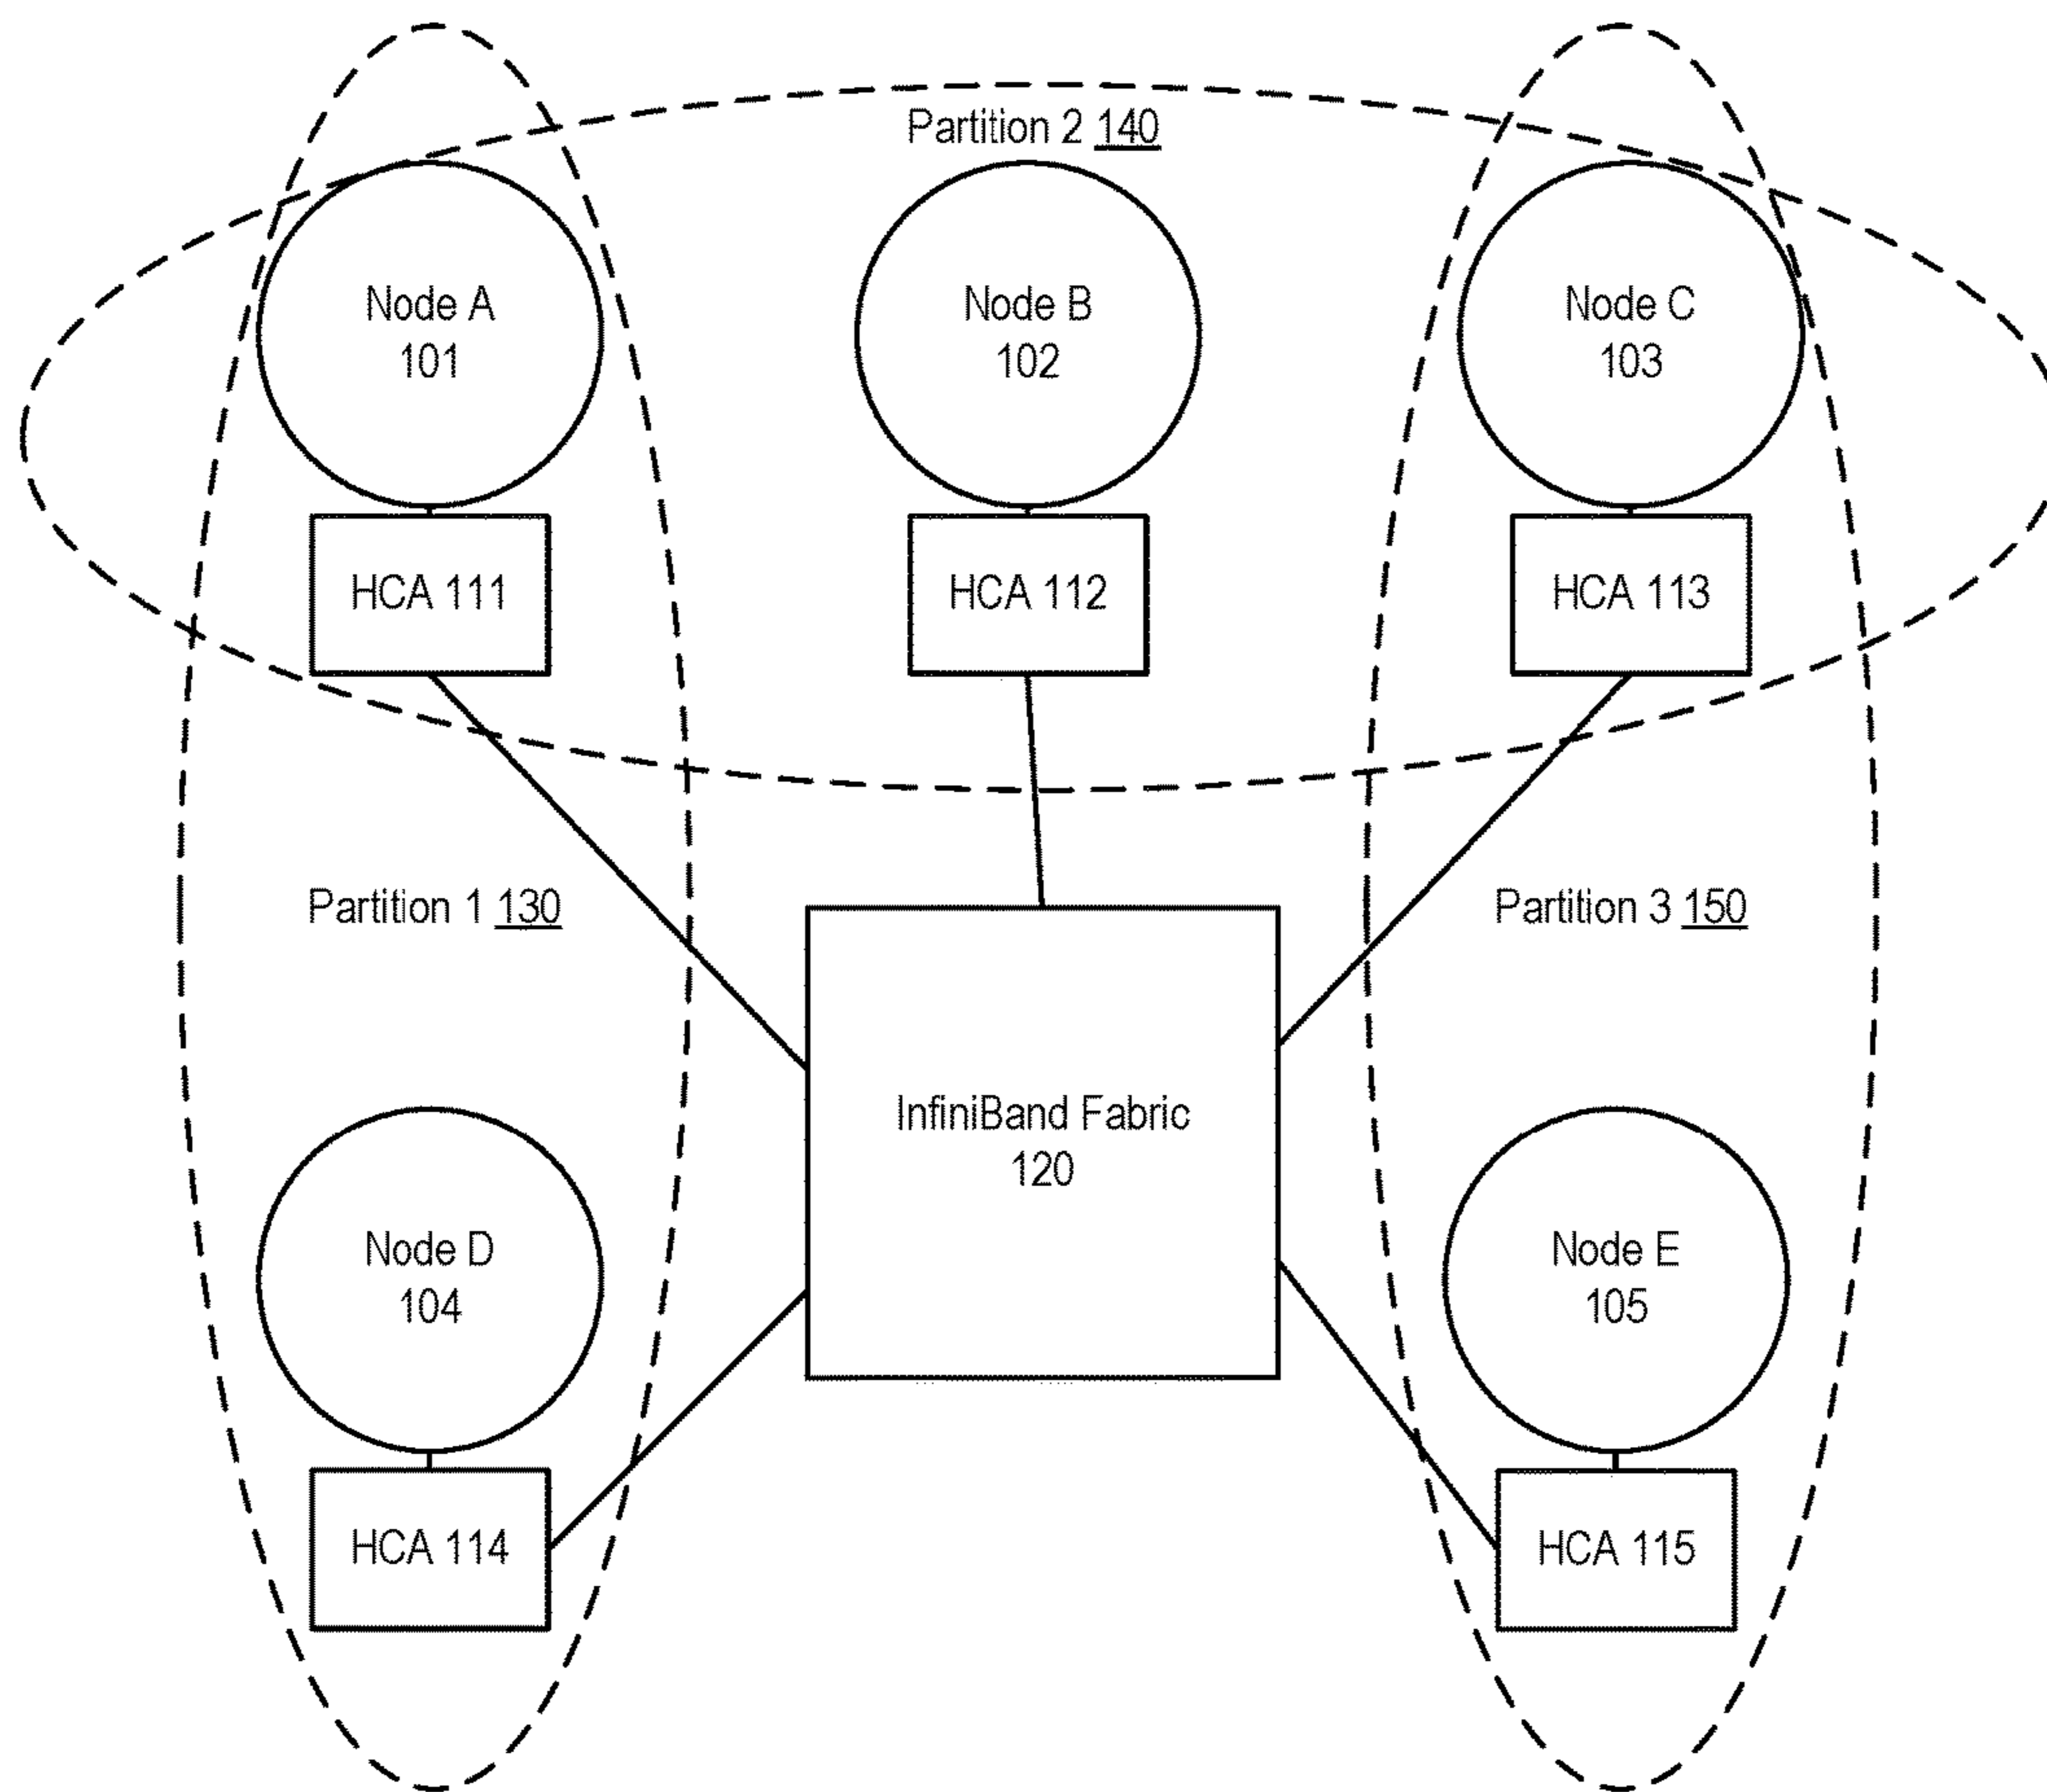 Partition 2 140
Node A
101
Node B
102
Node C
103
HCA 111
HCA 112
HCA 113
Partition 1 130
Partition 3 150
InfiniBand Fabric
120
Node D
104
Node E
105
HCA 114
HCA 115